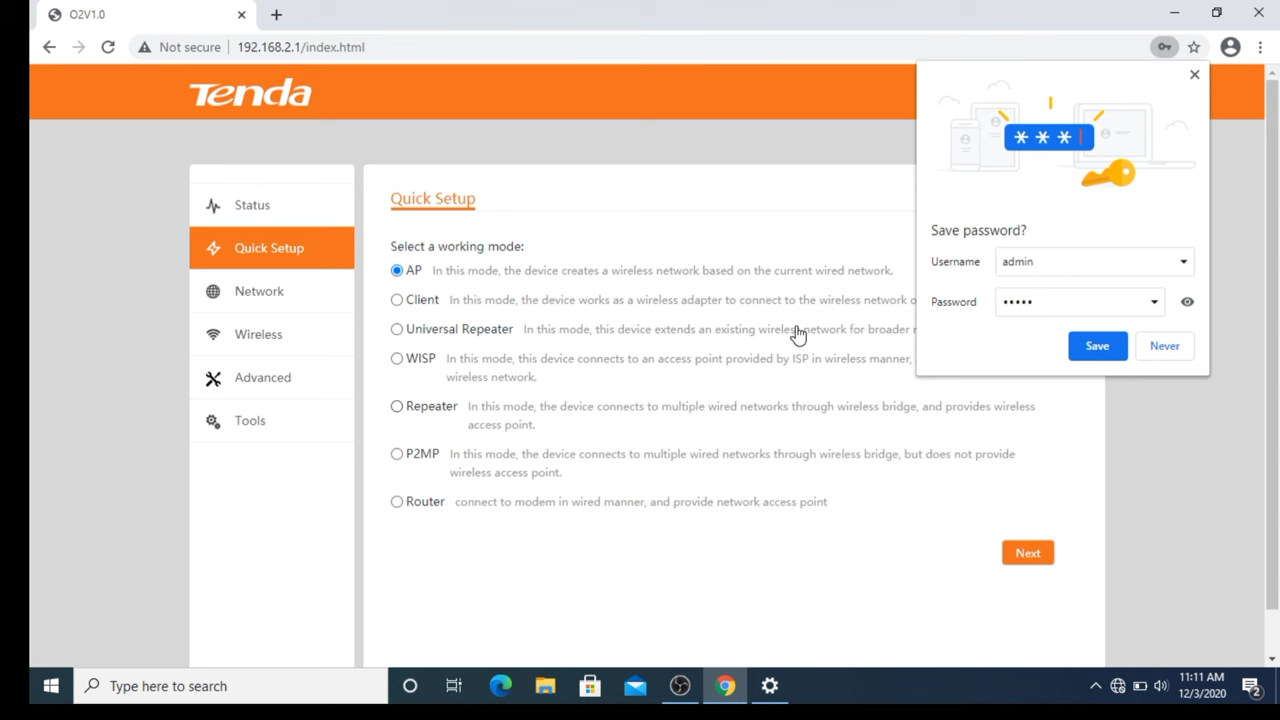 O2V1.0
Not secure
192.168.2.1/index.html
Tenda
Status
Quick Setup
Network
Wireless
Advanced
Tools
Quick Setup
Select a working mode:
AP In this mode, the device creates a wireless network based on the current wired network.
Client In this mode, the device works as a wireless adapter to connect to the wireless network o
Universal Repeater In this mode, this device extends an existing wireless network for broader
WISP In this mode, this device connects to an access point provided by ISP in wireless manner,
wireless network.
Repeater In this mode, the device connects to multiple wired networks through wireless bridge, and provides wireless
access point.
P2MP In this mode, the device connects to multiple wired networks through wireless bridge, but does not provide
wireless access point.
Router connect to modem in wired manner, and provide network access point
Next
* * *
Save password?
Username admin
Password •••••
Save Never
Type here to search
11:11 AM
12/3/2020
2